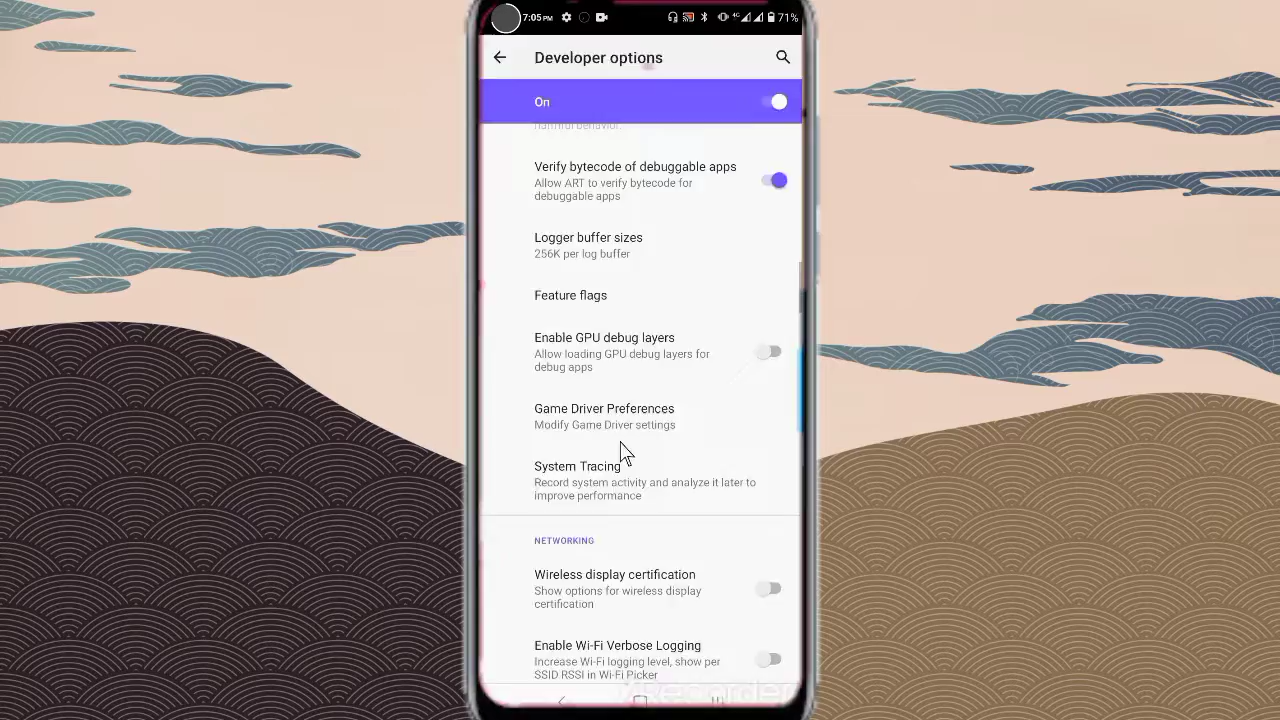 7:05 PM 4G 71%
Developer options
On
harmful behavior.
Verify bytecode of debuggable apps
Allow ART to verify bytecode for
debuggable apps
Logger buffer sizes
256K per log buffer
Feature flags
Enable GPU debug layers
Allow loading GPU debug layers for
debug apps
Game Driver Preferences
Modify Game Driver settings
System Tracing
Record system activity and analyze it later to
improve performance
NETWORKING
Wireless display certification
Show options for wireless display
certification
Enable Wi-Fi Verbose Logging
Increase Wi-Fi logging level, show per
SSID RSSI in Wi-Fi Picker
XRecorder